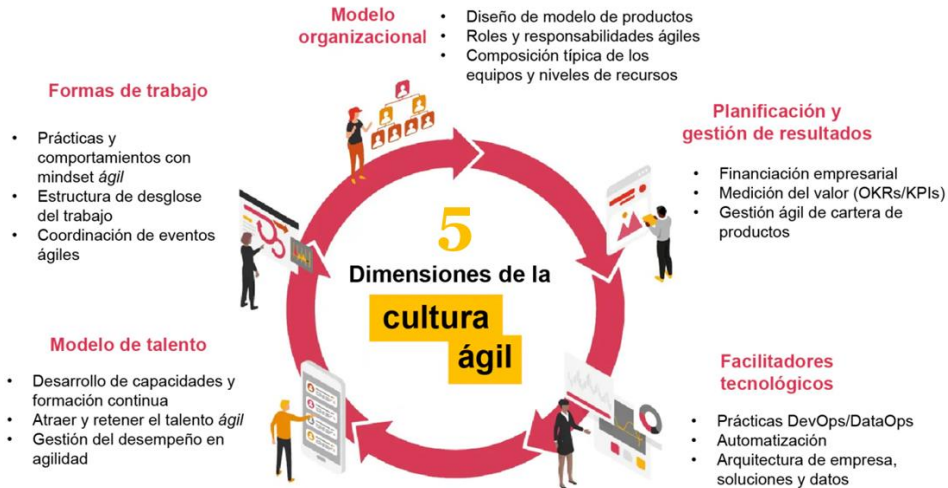 Modelo
organizacional
• Diseño de modelo de productos
• Roles y responsabilidades ágiles
• Composición típica de los
equipos y niveles de recursos
Planificación y
gestión de resultados
• Financiación empresarial
• Medición del valor (OKRs/KPIs)
• Gestión ágil de cartera de
productos
Facilitadores
tecnológicos
• Prácticas DevOps/DataOps
• Automatización
• Arquitectura de empresa,
soluciones y datos
Modelo de talento
• Desarrollo de capacidades y
formación continua
• Atraer y retener el talento ágil
• Gestión del desempeño en
agilidad
Formas de trabajo
• Prácticas y
comportamientos con
mindset ágil
• Estructura de desglose
del trabajo
• Coordinación de eventos
ágiles
5
Dimensiones de la
cultura
ágil